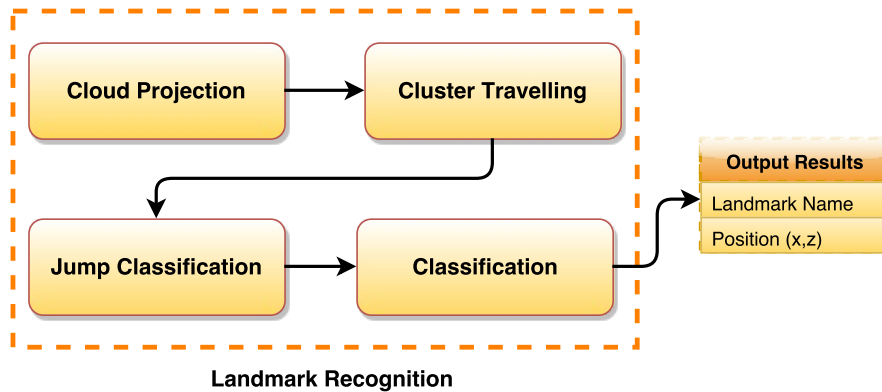 Cloud Projection
Cluster Travelling
Jump Classification
Classification
Output Results
Landmark Name
Position (x,z)
Landmark Recognition